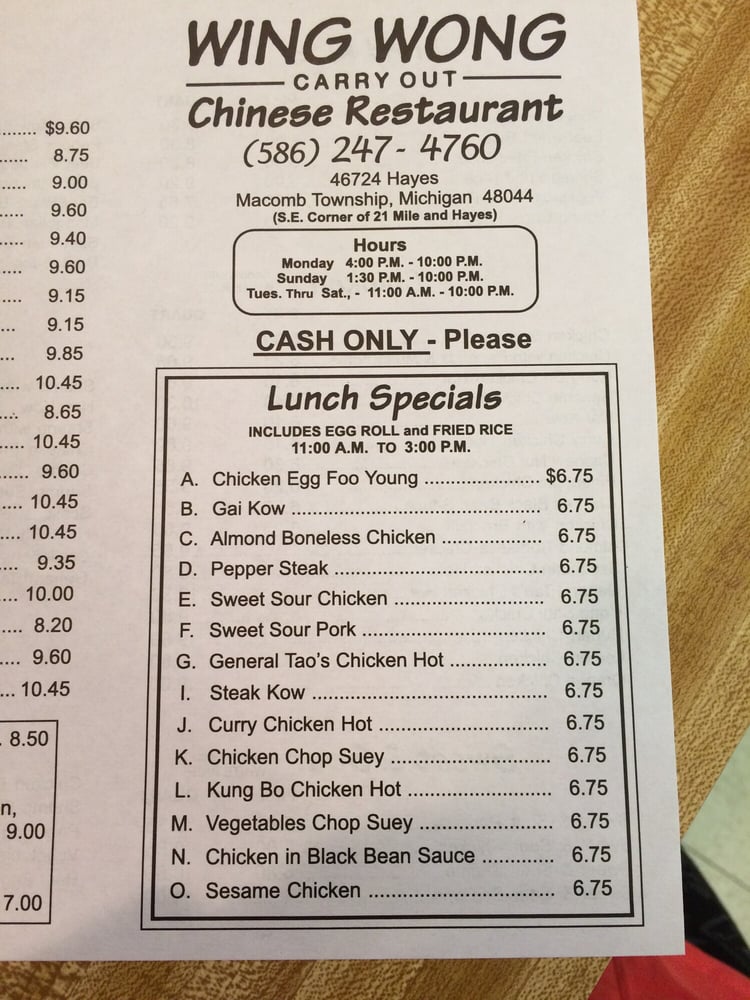 WING WONG
CARRY OUT
Chinese Restaurant
(586) 247- 4760
46724 Hayes
Macomb Township, Michigan 48044
(S.E. Corner of 21 Mile and Hayes)
Hours
Monday 4:00 P.M. - 10:00 P.M.
Sunday 1:30 P.M. - 10:00 P.M.
Tues. Thru Sat., - 11:00 A.M. - 10:00 P.M.
CASH ONLY - Please
Lunch Specials
INCLUDES EGG ROLL and FRIED RICE
11:00 A.M. TO 3:00 P.M.
A. Chicken Egg Foo Young ..................... $6.75
B. Gai Kow ............................................. 6.75
C. Almond Boneless Chicken .................. 6.75
D. Pepper Steak ..................................... 6.75
E. Sweet Sour Chicken ........................... 6.75
F. Sweet Sour Pork ................................. 6.75
G. General Tao's Chicken Hot ................. 6.75
I. Steak Kow .......................................... 6.75
J. Curry Chicken Hot .............................. 6.75
K. Chicken Chop Suey ............................ 6.75
L. Kung Bo Chicken Hot ......................... 6.75
M. Vegetables Chop Suey ....................... 6.75
N. Chicken in Black Bean Sauce ............ 6.75
O. Sesame Chicken ................................ 6.75
....... $9.60
...... 8.75
..... 9.00
.... 9.60
.... 9.40
.... 9.60
.... 9.15
... 9.15
... 9.85
.... 10.45
.... 8.65
..... 10.45
...... 9.60
.... 10.45
.... 10.45
.... 9.35
... 10.00
.... 8.20
.... 9.60
... 10.45
. 8.50
n,
9.00
7.00